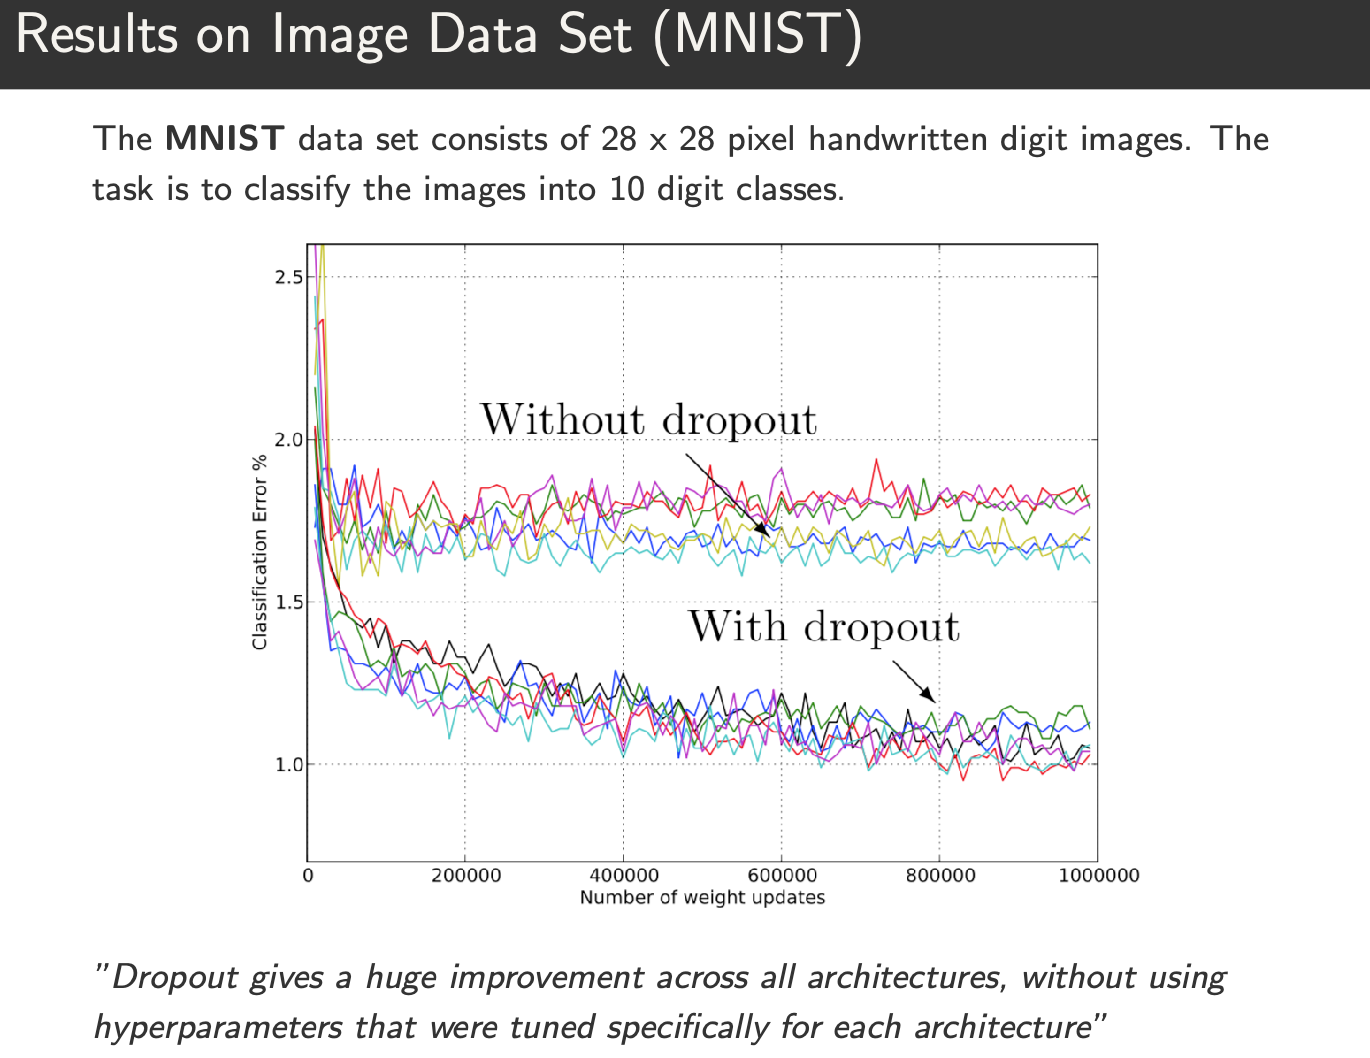 Results on Image Data Set (MNIST)
The MNIST data set consists of 28 x 28 pixel handwritten digit images. The
task is to classify the images into 10 digit classes.
2.5
Without dropout
2.0
Classification Error %
1.5
With dropout
1.0
0 200000 400000 600000 800000 1000000
Number of weight updates
"Dropout gives a huge improvement across all architectures, without using
hyperparameters that were tuned specifically for each architecture"